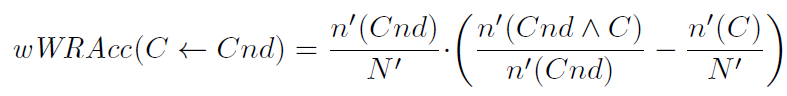 wWRAcc(C ← Cnd) = n′(Cnd)/N′ · (n′(Cnd ∧ C)/n′(Cnd) − n′(C)/N′)